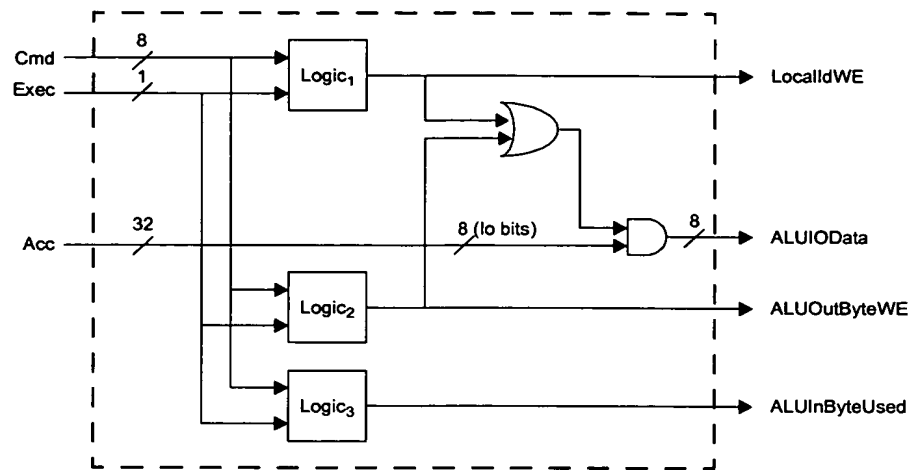 Cmd
8
Exec
1
Logic1
LocalIdWE
Acc
32
8 (lo bits)
8
ALUIOData
Logic2
ALUOutByteWE
Logic3
ALUInByteUsed